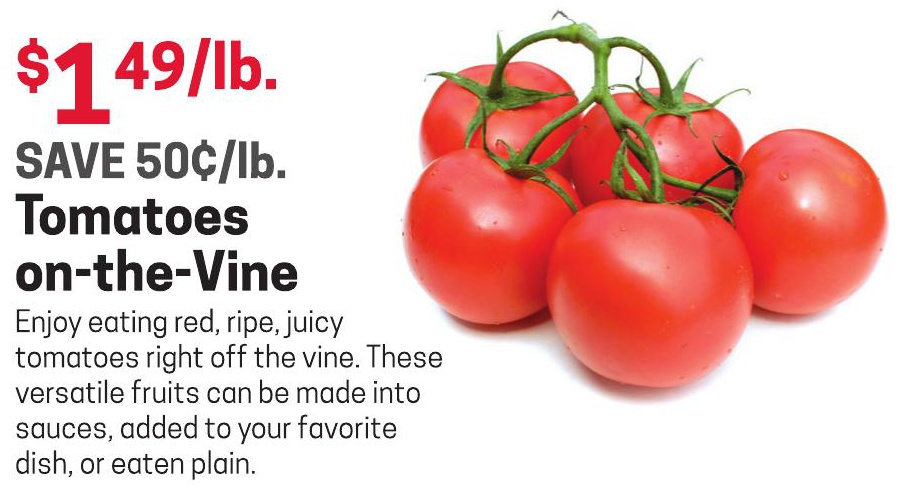 $1 49/lb.
SAVE 50¢/lb.
Tomatoes
on-the-Vine
Enjoy eating red, ripe, juicy
tomatoes right off the vine. These
versatile fruits can be made into
sauces, added to your favorite
dish, or eaten plain.